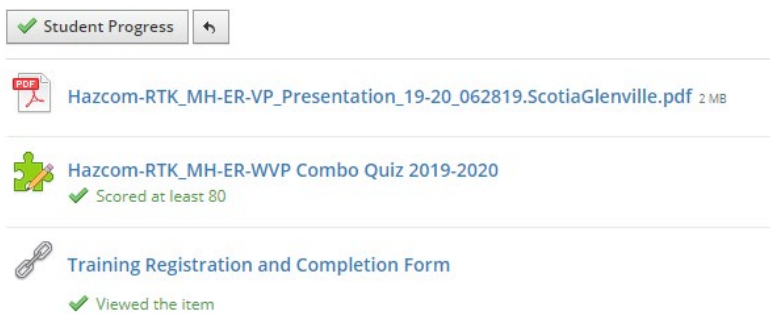 Student Progress
PDF
Hazcom-RTK_MH-ER-VP_Presentation_19-20_062819.ScotiaGlenville.pdf 2 MB
Hazcom-RTK_MH-ER-WVP Combo Quiz 2019-2020
Scored at least 80
Training Registration and Completion Form
Viewed the item